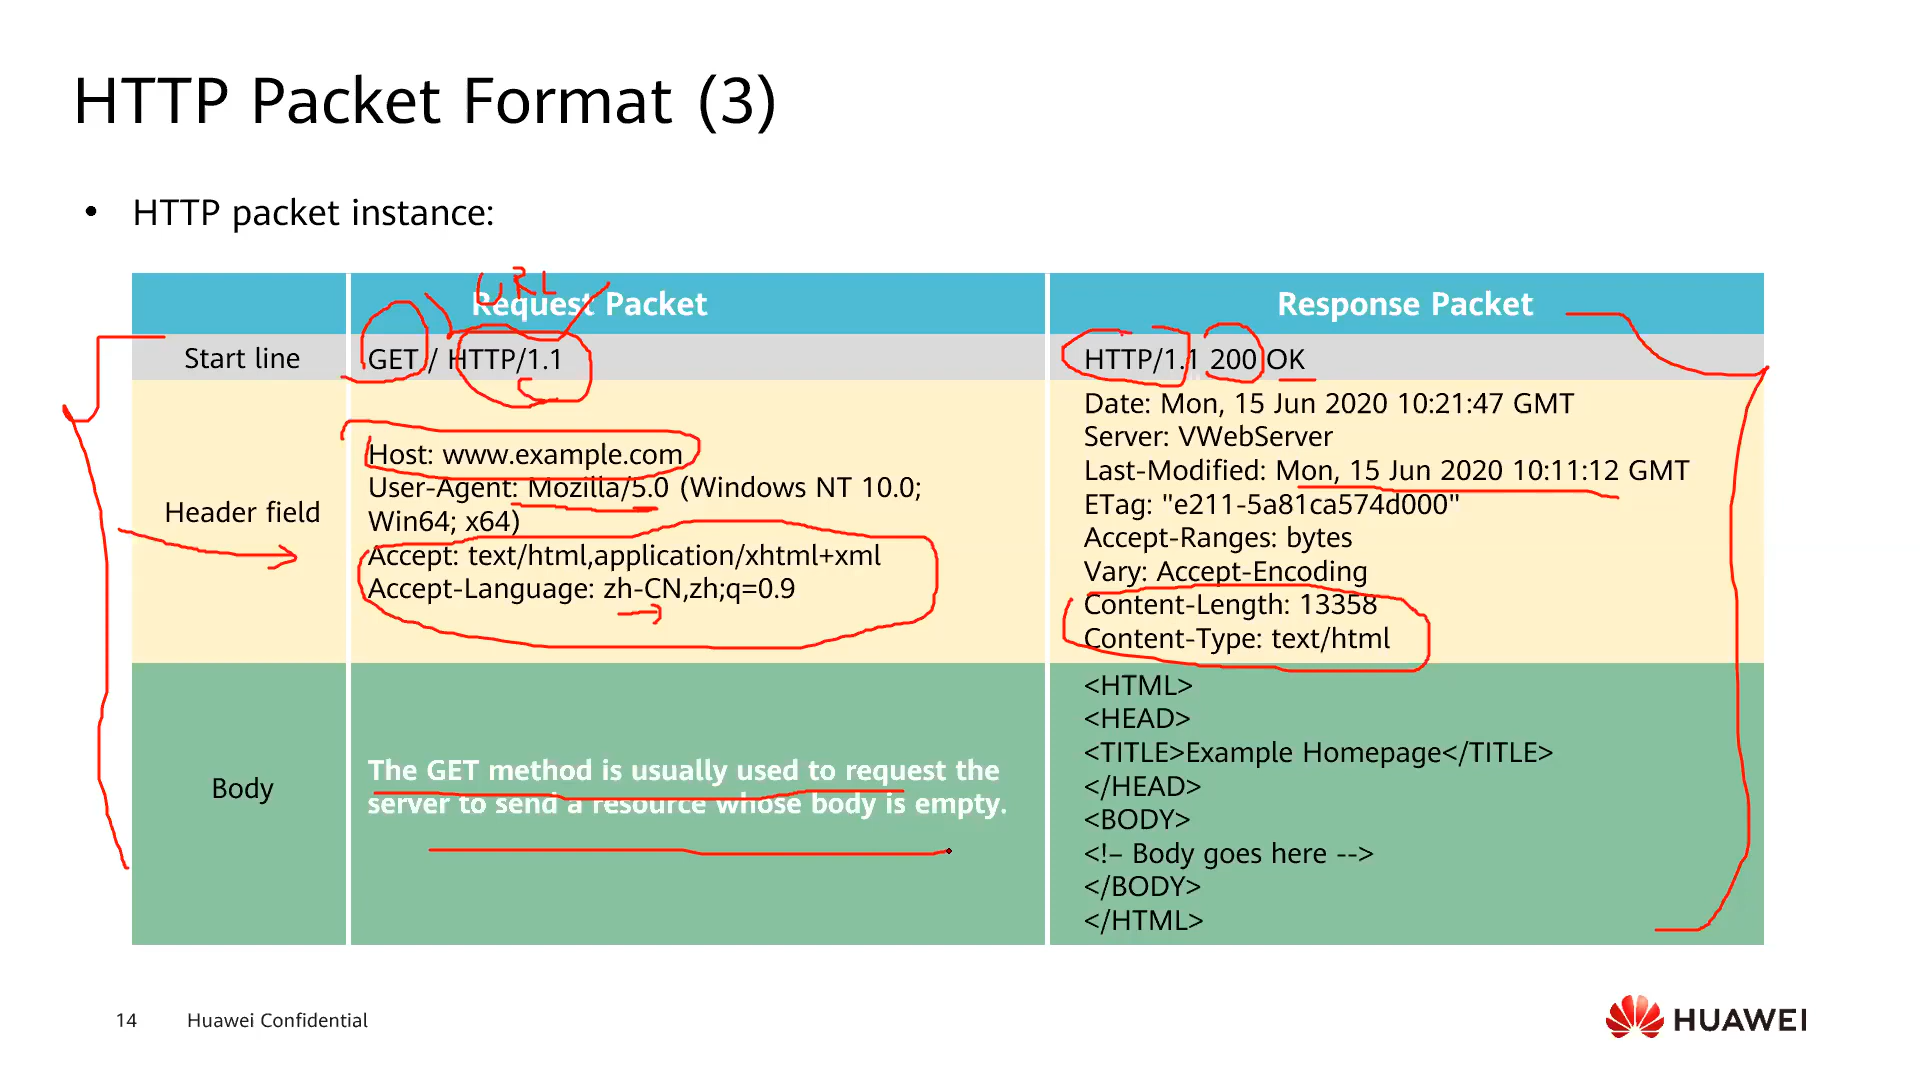 HTTP Packet Format (3)
• HTTP packet instance:
URL
Request Packet
Response Packet
Start line
GET / HTTP/1.1
HTTP/1.1 200 OK
Header field
Host: www.example.com
User-Agent: Mozilla/5.0 (Windows NT 10.0;
Win64; x64)
Accept: text/html,application/xhtml+xml
Accept-Language: zh-CN,zh;q=0.9
Date: Mon, 15 Jun 2020 10:21:47 GMT
Server: VWebServer
Last-Modified: Mon, 15 Jun 2020 10:11:12 GMT
ETag: "e211-5a81ca574d000"
Accept-Ranges: bytes
Vary: Accept-Encoding
Content-Length: 13358
Content-Type: text/html
Body
The GET method is usually used to request the
server to send a resource whose body is empty.
<HTML>
<HEAD>
<TITLE>Example Homepage</TITLE>
</HEAD>
<BODY>
<!– Body goes here -->
</BODY>
</HTML>
14
Huawei Confidential
HUAWEI